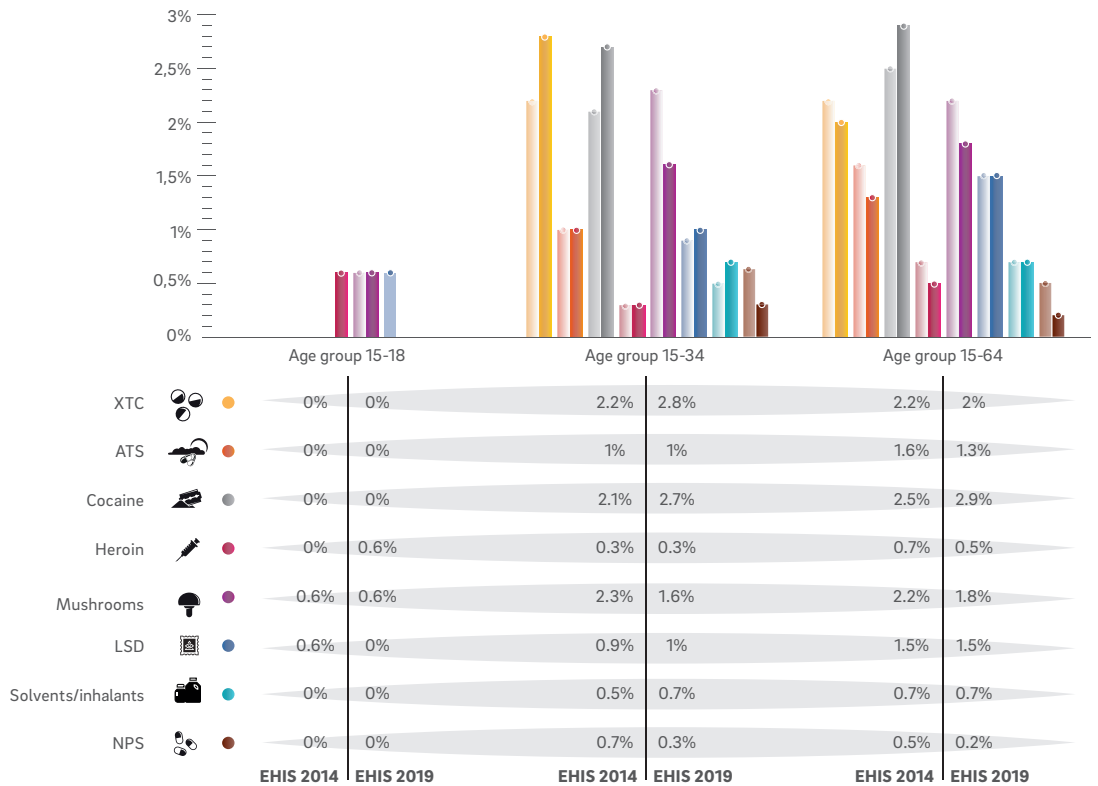 3%
2,5%
2%
1,5%
1%
0,5%
0%
Age group 15-18 Age group 15-34 Age group 15-64
XTC 0% 0% 2.2% 2.8% 2.2% 2%
ATS 0% 0% 1% 1% 1.6% 1.3%
Cocaine 0% 0% 2.1% 2.7% 2.5% 2.9%
Heroin 0% 0.6% 0.3% 0.3% 0.7% 0.5%
Mushrooms 0.6% 0.6% 2.3% 1.6% 2.2% 1.8%
LSD 0.6% 0% 0.9% 1% 1.5% 1.5%
Solvents/inhalants 0% 0% 0.5% 0.7% 0.7% 0.7%
NPS 0% 0% 0.7% 0.3% 0.5% 0.2%
EHIS 2014 EHIS 2019 EHIS 2014 EHIS 2019 EHIS 2014 EHIS 2019